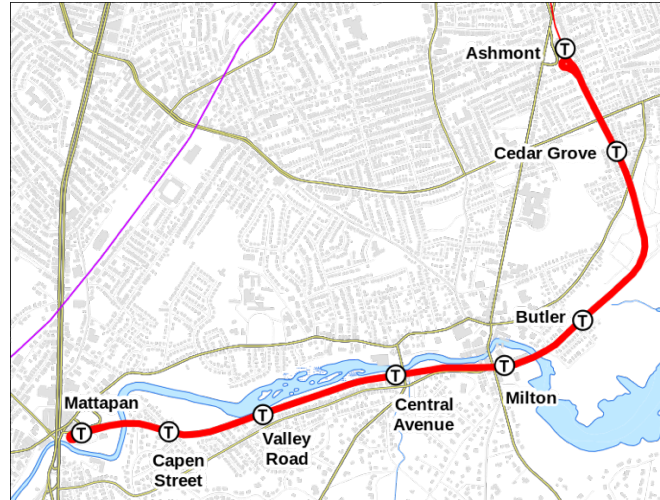 Ashmont
T
Cedar Grove
T
Butler
T
T
Milton
T
Central
Avenue
T
Valley
Road
T
Capen
Street
Mattapan
T